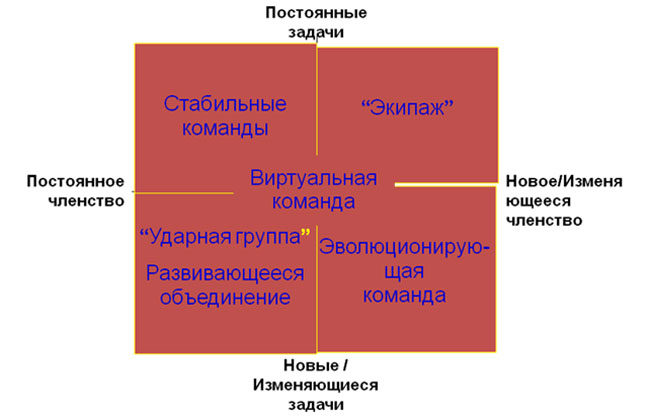 Постоянные
задачи
Стабильные
команды
“Экипаж”
Постоянное
членство
Виртуальная
команда
Новое/Изменя
ющееся
членство
“Ударная группа”
Развивающееся
объединение
Эволюционирую-
щая
команда
Новые /
Изменяющиеся
задачи